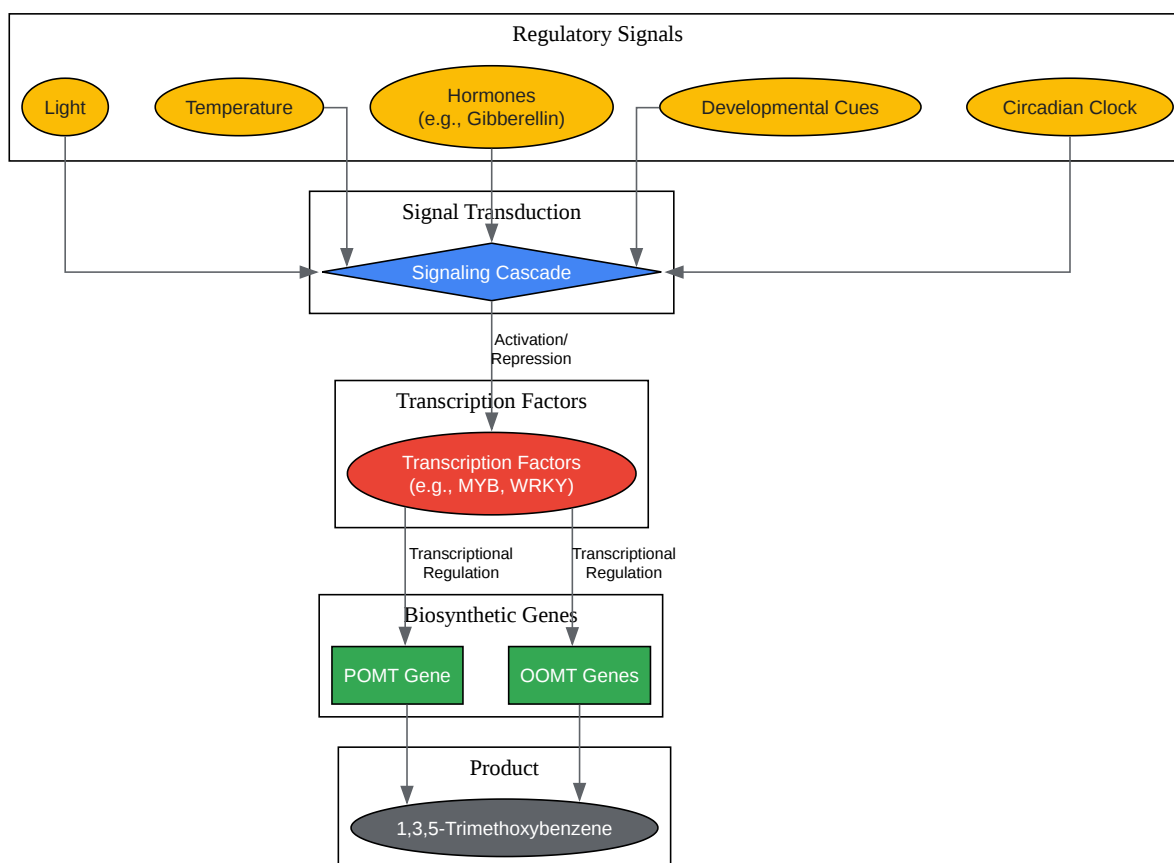 Regulatory Signals
Light
Temperature
Hormones
(e.g., Gibberellin)
Developmental Cues
Circadian Clock
Signal Transduction
Signaling Cascade
Activation/
Repression
Transcription Factors
Transcription Factors
(e.g., MYB, WRKY)
Transcriptional
Regulation
Transcriptional
Regulation
Biosynthetic Genes
POMT Gene
OOMT Genes
Product
1,3,5-Trimethoxybenzene